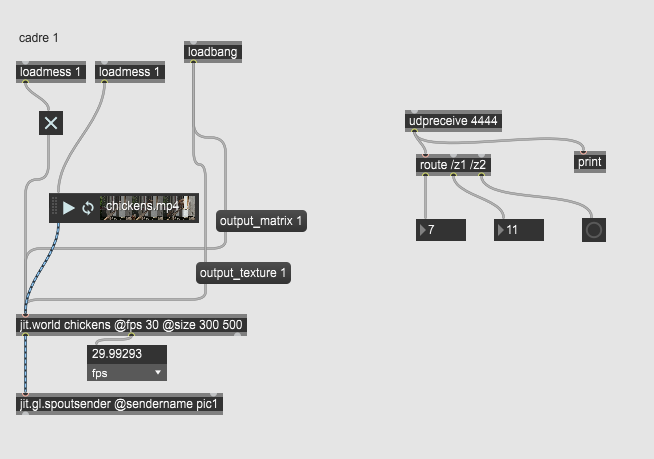 cadre 1
loadmess 1
loadmess 1
loadbang
udpreceive 4444
print
route /z1 /z2
chickens.mp4
output_matrix 1
7
11
output_texture 1
jit.world chickens @fps 30 @size 300 500
29.99293
fps
jit.gl.spoutsender @sendername pic1